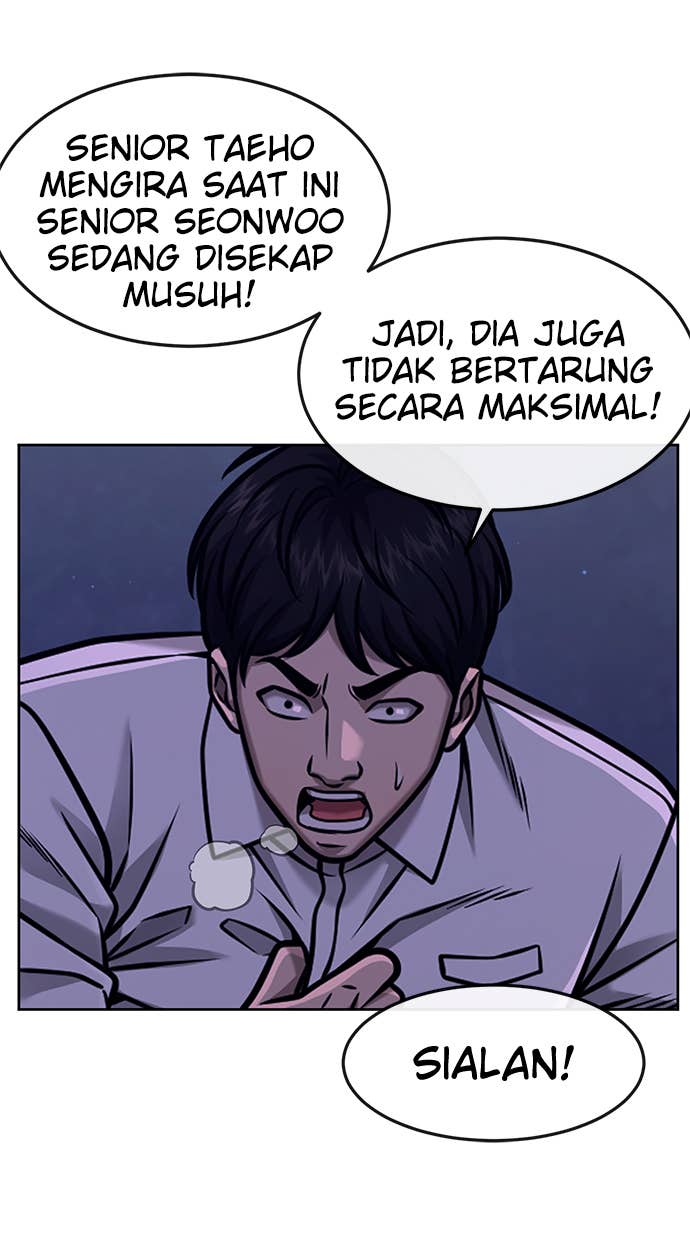 SENIOR TAEHO
MENGIRA SAAT INI
SENIOR SEONWOO
SEDANG DISEKAP
MUSUH!
JADI, DIA JUGA
TIDAK BERTARUNG
SECARA MAKSIMAL!
SIALAN!